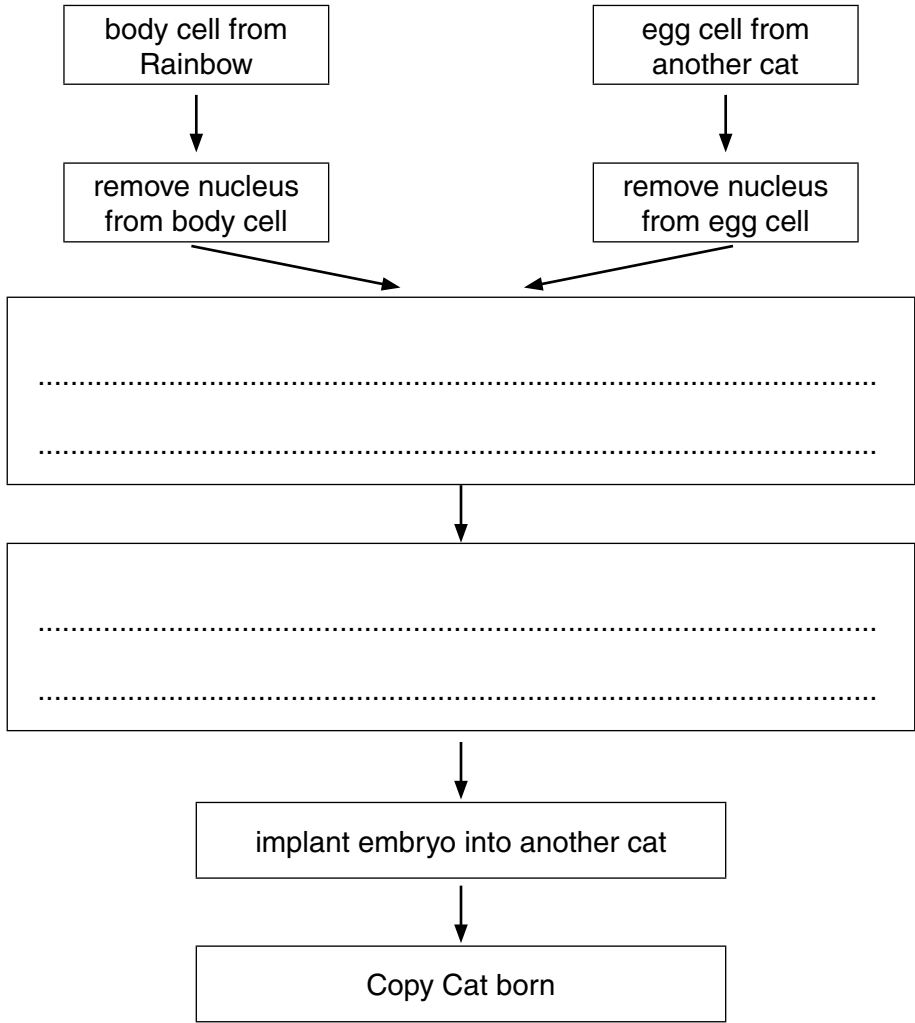 body cell from
Rainbow
egg cell from
another cat
remove nucleus
from body cell
remove nucleus
from egg cell
................................................................................................................
................................................................................................................
................................................................................................................
................................................................................................................
implant embryo into another cat
Copy Cat born